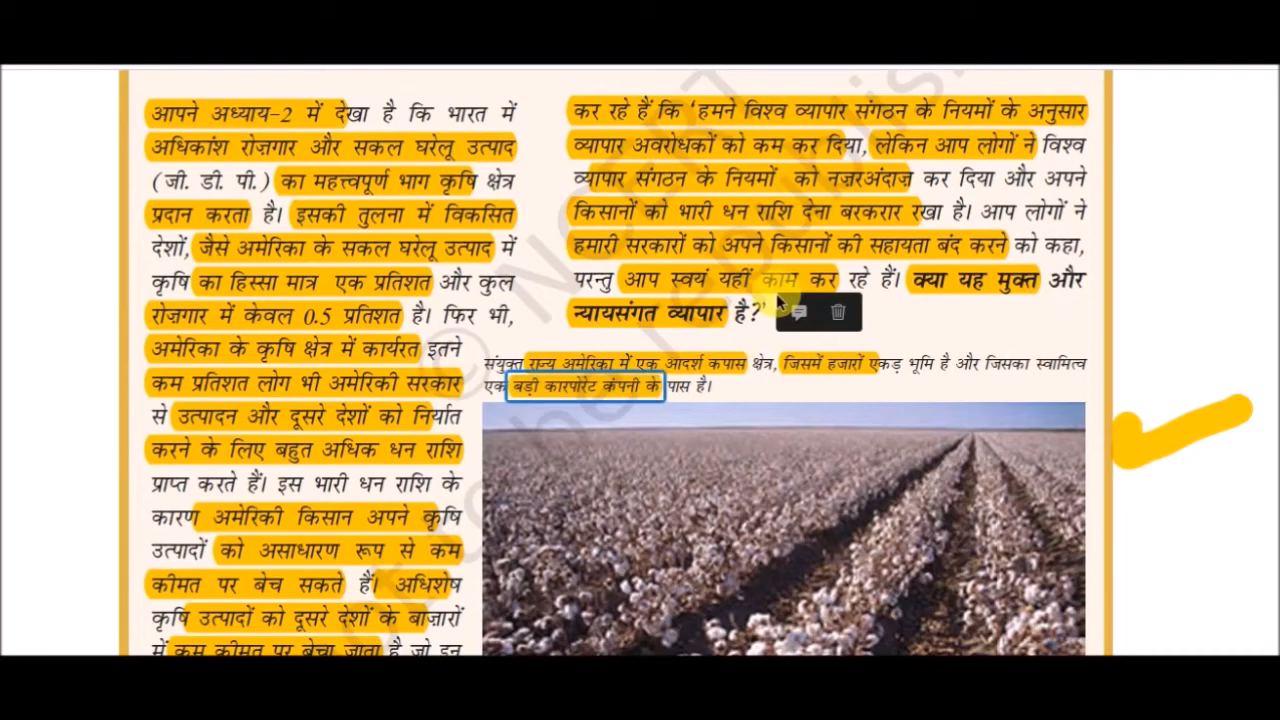 आपने अध्याय-2 में देखा है कि भारत में
अधिकांश रोज़गार और सकल घरेलू उत्पाद
(जी. डी. पी.) का महत्त्वपूर्ण भाग कृषि क्षेत्र
प्रदान करता है। इसकी तुलना में विकसित
देशों, जैसे अमेरिका के सकल घरेलू उत्पाद में
कृषि का हिस्सा मात्र एक प्रतिशत और कुल
रोज़गार में केवल 0.5 प्रतिशत है। फिर भी,
अमेरिका के कृषि क्षेत्र में कार्यरत इतने
कम प्रतिशत लोग भी अमेरिकी सरकार
से उत्पादन और दूसरे देशों को निर्यात
करने के लिए बहुत अधिक धन राशि
प्राप्त करते हैं। इस भारी धन राशि के
कारण अमेरिकी किसान अपने कृषि
उत्पादों को असाधारण रूप से कम
कीमत पर बेच सकते हैं। अधिशेष
कृषि उत्पादों को दूसरे देशों के बाज़ारों
में कम कीमत पर बेचा जाता है जो इन
कर रहे हैं कि 'हमने विश्व व्यापार संगठन के नियमों के अनुसार
व्यापार अवरोधकों को कम कर दिया, लेकिन आप लोगों ने विश्व
व्यापार संगठन के नियमों को नज़रअंदाज़ कर दिया और अपने
किसानों को भारी धन राशि देना बरकरार रखा है। आप लोगों ने
हमारी सरकारों को अपने किसानों की सहायता बंद करने को कहा,
परन्तु आप स्वयं यहीं काम कर रहे हैं। क्या यह मुक्त और
न्यायसंगत व्यापार है?'
संयुक्त राज्य अमेरिका में एक आदर्श कपास क्षेत्र, जिसमें हजारों एकड़ भूमि है और जिसका स्वामित्व
एक बड़ी कारपोरेट कंपनी के पास है।